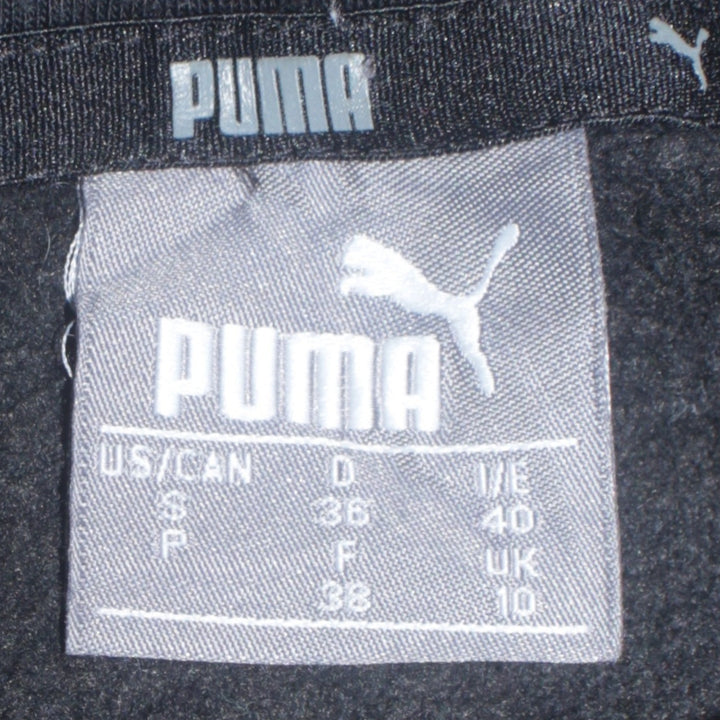 PUMA
PUMA
US/CAN D I/E
S 36 40
P F UK
38 10